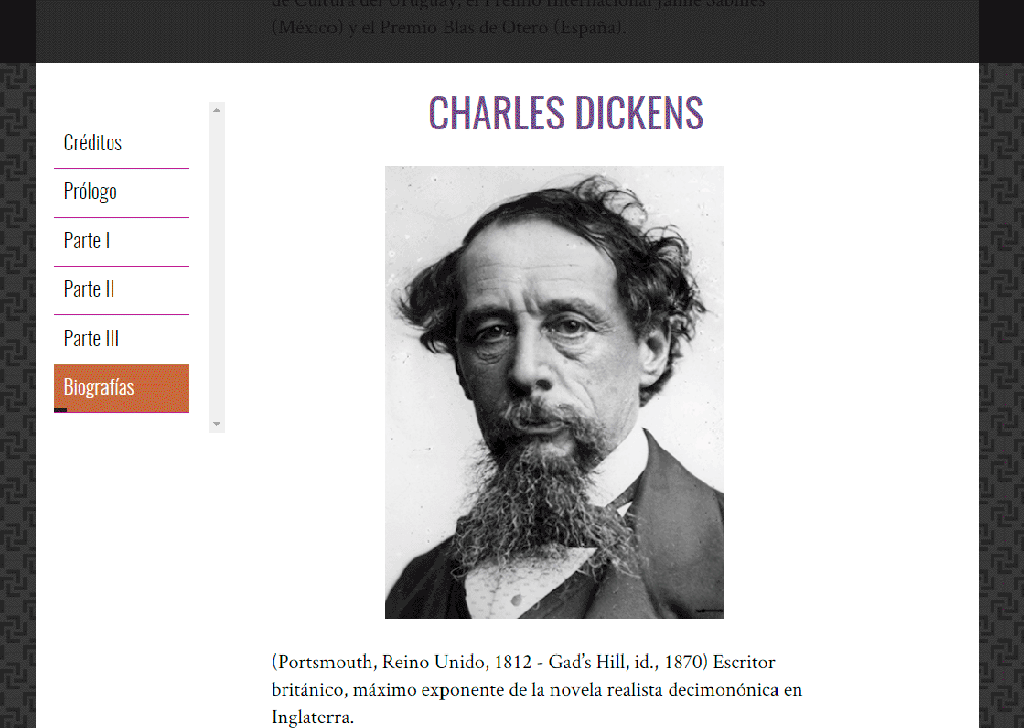 de Cultura del Uruguay, el Premio Internacional Jaime Sabines
(México) y el Premio Blas de Otero (España).
CHARLES DICKENS
Créditos
Prólogo
Parte I
Parte II
Parte III
Biografías
(Portsmouth, Reino Unido, 1812 - Gad’s Hill, id., 1870) Escritor
británico, máximo exponente de la novela realista decimonónica en
Inglaterra.